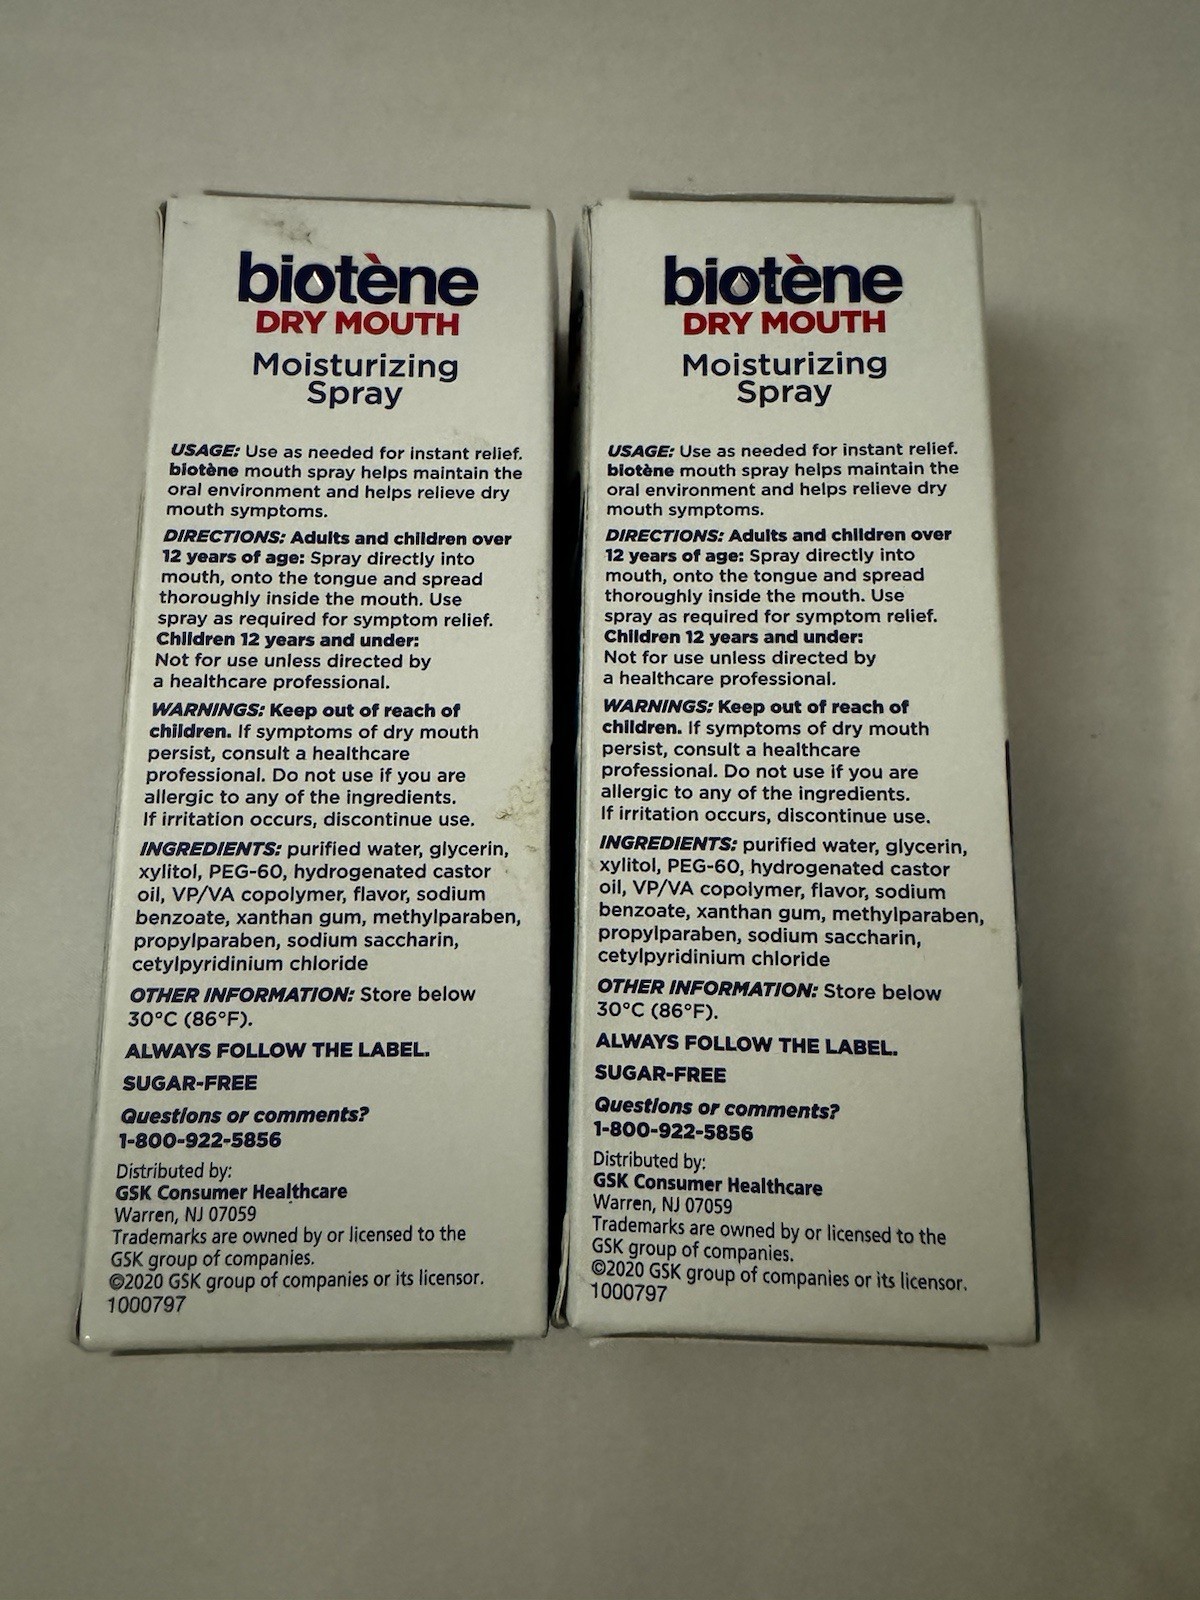 biotène
DRY MOUTH
Moisturizing
Spray
USAGE: Use as needed for instant relief.
biotène mouth spray helps maintain the
oral environment and helps relieve dry
mouth symptoms.
DIRECTIONS: Adults and children over
12 years of age: Spray directly into
mouth, onto the tongue and spread
thoroughly inside the mouth. Use
spray as required for symptom relief.
Children 12 years and under:
Not for use unless directed by
a healthcare professional.
WARNINGS: Keep out of reach of
children. If symptoms of dry mouth
persist, consult a healthcare
professional. Do not use if you are
allergic to any of the ingredients.
If irritation occurs, discontinue use.
INGREDIENTS: purified water, glycerin,
xylitol, PEG-60, hydrogenated castor
oil, VP/VA copolymer, flavor, sodium
benzoate, xanthan gum, methylparaben,
propylparaben, sodium saccharin,
cetylpyridinium chloride
OTHER INFORMATION: Store below
30°C (86°F).
ALWAYS FOLLOW THE LABEL.
SUGAR-FREE
Questions or comments?
1-800-922-5856
Distributed by:
GSK Consumer Healthcare
Warren, NJ 07059
Trademarks are owned by or licensed to the
GSK group of companies.
©2020 GSK group of companies or its licensor.
1000797
biotène
DRY MOUTH
Moisturizing
Spray
USAGE: Use as needed for instant relief.
biotène mouth spray helps maintain the
oral environment and helps relieve dry
mouth symptoms.
DIRECTIONS: Adults and children over
12 years of age: Spray directly into
mouth, onto the tongue and spread
thoroughly inside the mouth. Use
spray as required for symptom relief.
Children 12 years and under:
Not for use unless directed by
a healthcare professional.
WARNINGS: Keep out of reach of
children. If symptoms of dry mouth
persist, consult a healthcare
professional. Do not use if you are
allergic to any of the ingredients.
If irritation occurs, discontinue use.
INGREDIENTS: purified water, glycerin,
xylitol, PEG-60, hydrogenated castor
oil, VP/VA copolymer, flavor, sodium
benzoate, xanthan gum, methylparaben,
propylparaben, sodium saccharin,
cetylpyridinium chloride
OTHER INFORMATION: Store below
30°C (86°F).
ALWAYS FOLLOW THE LABEL.
SUGAR-FREE
Questions or comments?
1-800-922-5856
Distributed by:
GSK Consumer Healthcare
Warren, NJ 07059
Trademarks are owned by or licensed to the
GSK group of companies.
©2020 GSK group of companies or its licensor.
1000797